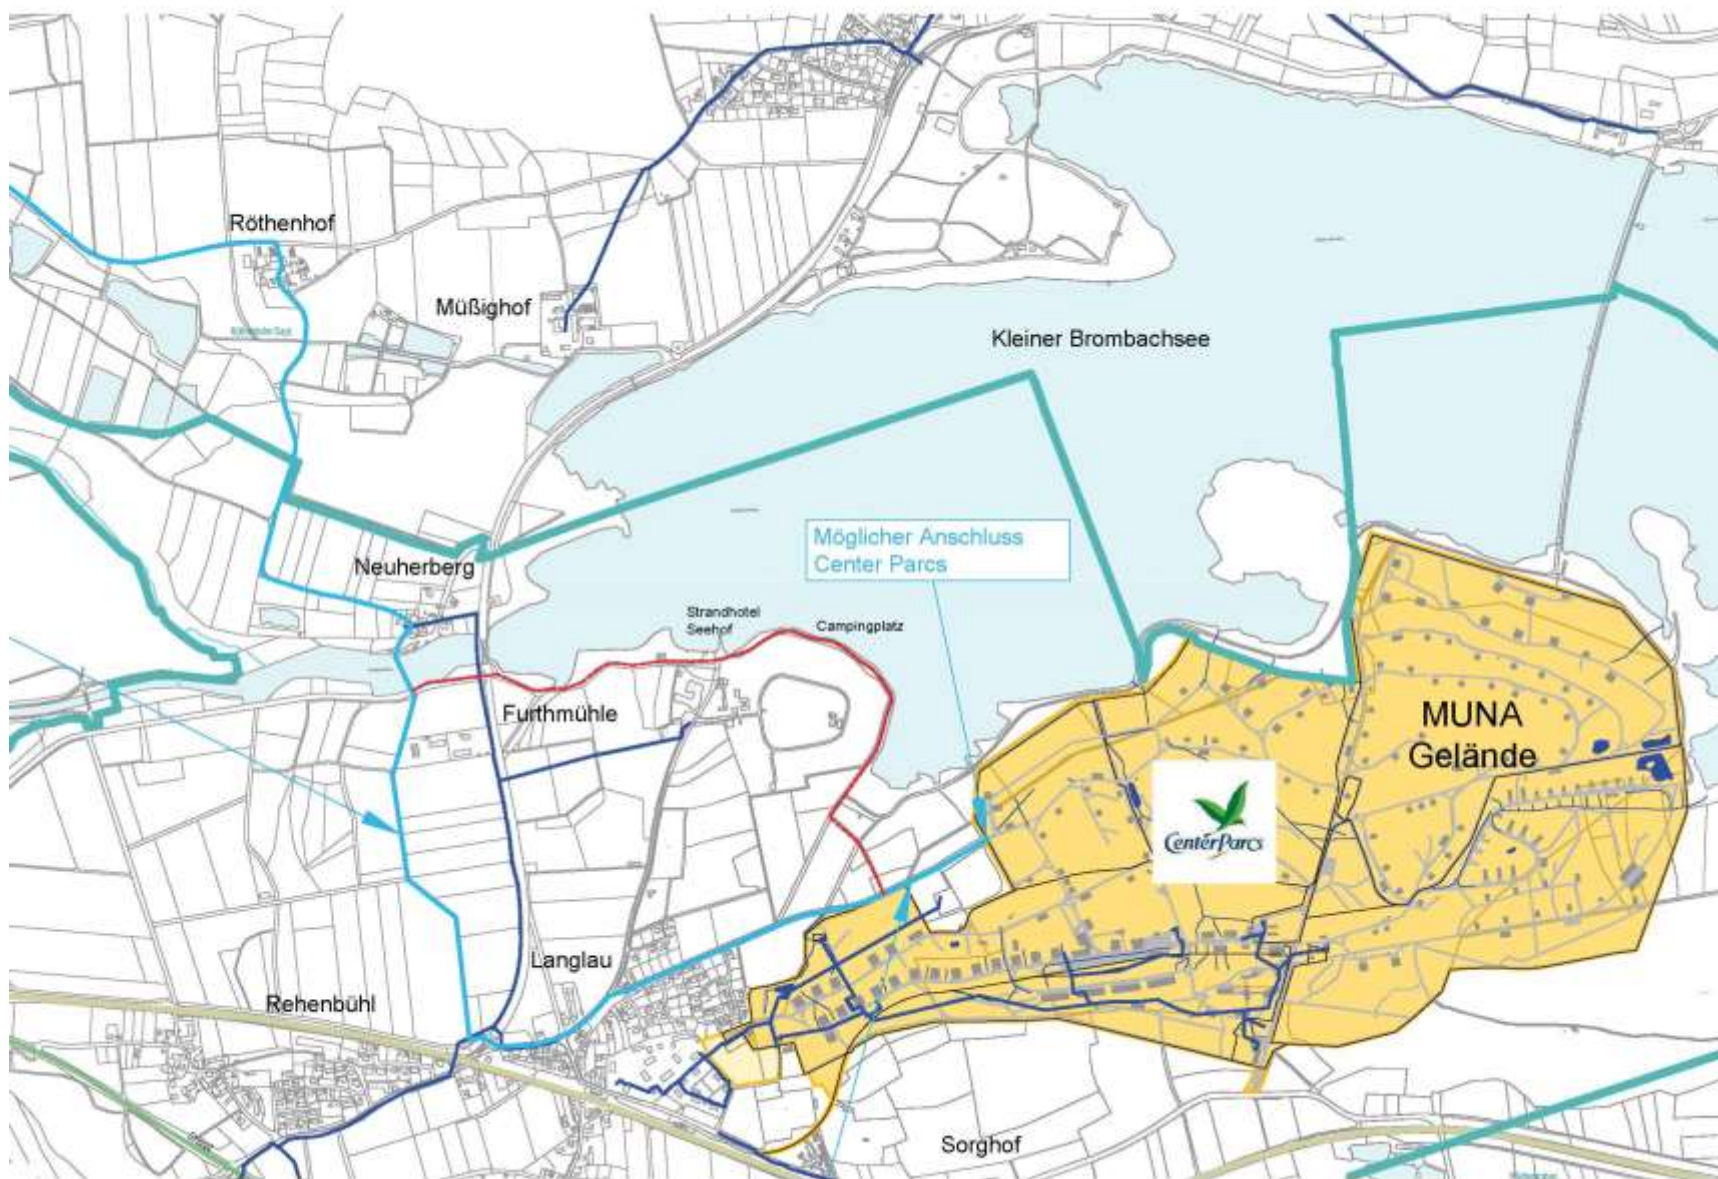 Röthenhof
Müßighof
Kleiner Brombachsee
Möglicher Anschluss
Center Parcs
Neuherberg
Strandhotel
Seehof
Campingplatz
Furthmühle
MUNA
Gelände
CenterParcs
Langlau
Rehenbühl
Sorghof